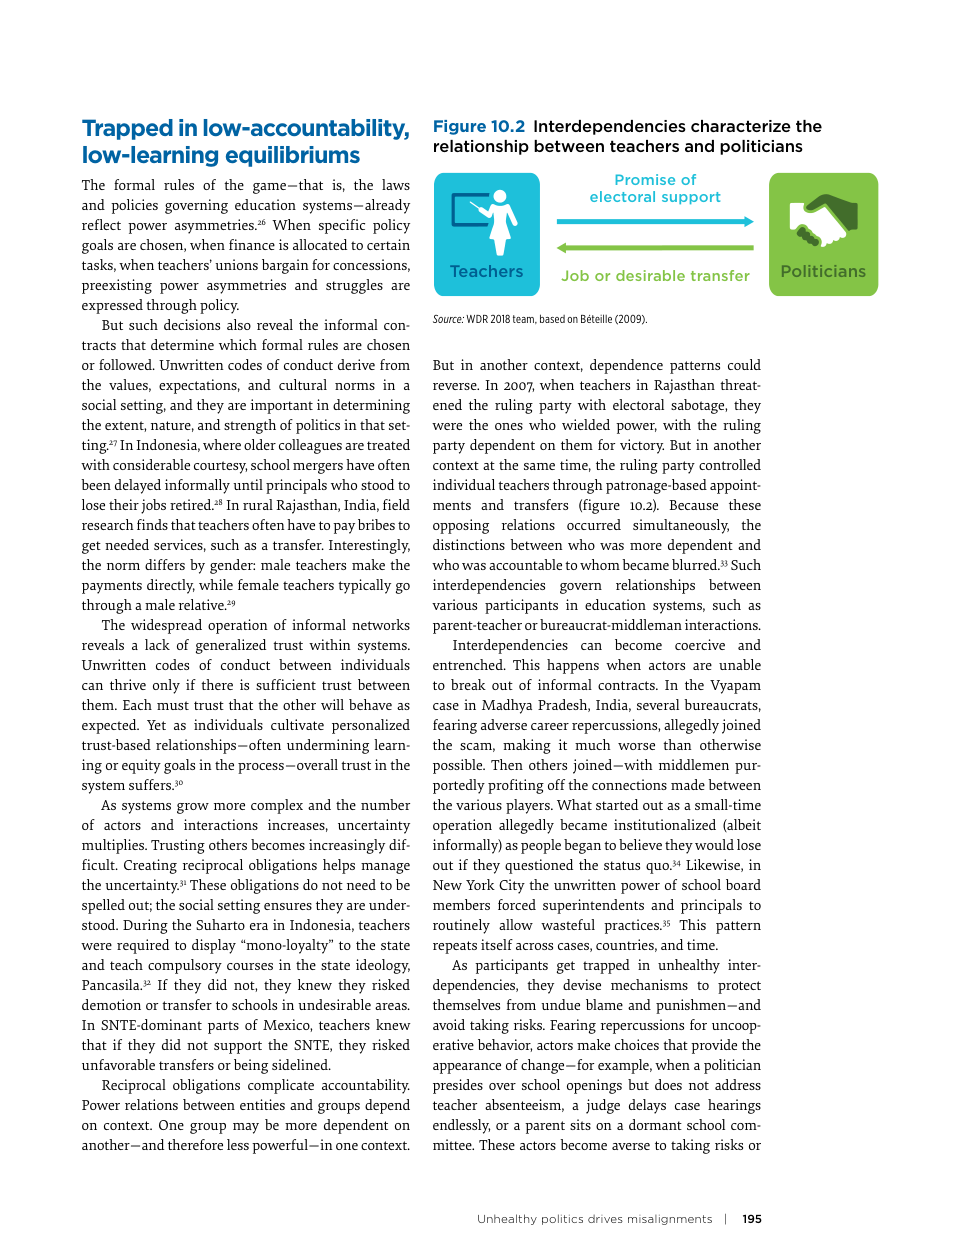 Trapped in low-accountability,
low-learning equilibriums
The formal rules of the game—that is, the laws
and policies governing education systems—already
reflect power asymmetries.²⁶ When specific policy
goals are chosen, when finance is allocated to certain
tasks, when teachers’ unions bargain for concessions,
preexisting power asymmetries and struggles are
expressed through policy.
But such decisions also reveal the informal con-
tracts that determine which formal rules are chosen
or followed. Unwritten codes of conduct derive from
the values, expectations, and cultural norms in a
social setting, and they are important in determining
the extent, nature, and strength of politics in that set-
ting.²⁷ In Indonesia, where older colleagues are treated
with considerable courtesy, school mergers have often
been delayed informally until principals who stood to
lose their jobs retired.²⁸ In rural Rajasthan, India, field
research finds that teachers often have to pay bribes to
get needed services, such as a transfer. Interestingly,
the norm differs by gender: male teachers make the
payments directly, while female teachers typically go
through a male relative.²⁹
The widespread operation of informal networks
reveals a lack of generalized trust within systems.
Unwritten codes of conduct between individuals
can thrive only if there is sufficient trust between
them. Each must trust that the other will behave as
expected. Yet as individuals cultivate personalized
trust-based relationships—often undermining learn-
ing or equity goals in the process—overall trust in the
system suffers.³⁰
As systems grow more complex and the number
of actors and interactions increases, uncertainty
multiplies. Trusting others becomes increasingly dif-
ficult. Creating reciprocal obligations helps manage
the uncertainty.³¹ These obligations do not need to be
spelled out; the social setting ensures they are under-
stood. During the Suharto era in Indonesia, teachers
were required to display “mono-loyalty” to the state
and teach compulsory courses in the state ideology,
Pancasila.³² If they did not, they knew they risked
demotion or transfer to schools in undesirable areas.
In SNTE-dominant parts of Mexico, teachers knew
that if they did not support the SNTE, they risked
unfavorable transfers or being sidelined.
Reciprocal obligations complicate accountability.
Power relations between entities and groups depend
on context. One group may be more dependent on
another—and therefore less powerful—in one context.
Figure 10.2 Interdependencies characterize the
relationship between teachers and politicians
Promise of
electoral support
Teachers
Job or desirable transfer
Politicians
Source: WDR 2018 team, based on Béteille (2009).
But in another context, dependence patterns could
reverse. In 2007, when teachers in Rajasthan threat-
ened the ruling party with electoral sabotage, they
were the ones who wielded power, with the ruling
party dependent on them for victory. But in another
context at the same time, the ruling party controlled
individual teachers through patronage-based appoint-
ments and transfers (figure 10.2). Because these
opposing relations occurred simultaneously, the
distinctions between who was more dependent and
who was accountable to whom became blurred.³³ Such
interdependencies govern relationships between
various participants in education systems, such as
parent-teacher or bureaucrat-middleman interactions.
Interdependencies can become coercive and
entrenched. This happens when actors are unable
to break out of informal contracts. In the Vyapam
case in Madhya Pradesh, India, several bureaucrats,
fearing adverse career repercussions, allegedly joined
the scam, making it much worse than otherwise
possible. Then others joined—with middlemen pur-
portedly profiting off the connections made between
the various players. What started out as a small-time
operation allegedly became institutionalized (albeit
informally) as people began to believe they would lose
out if they questioned the status quo.³⁴ Likewise, in
New York City the unwritten power of school board
members forced superintendents and principals to
routinely allow wasteful practices.³⁵ This pattern
repeats itself across cases, countries, and time.
As participants get trapped in unhealthy inter-
dependencies, they devise mechanisms to protect
themselves from undue blame and punishmen—and
avoid taking risks. Fearing repercussions for uncoop-
erative behavior, actors make choices that provide the
appearance of change—for example, when a politician
presides over school openings but does not address
teacher absenteeism, a judge delays case hearings
endlessly, or a parent sits on a dormant school com-
mittee. These actors become averse to taking risks or
Unhealthy politics drives misalignments | 195